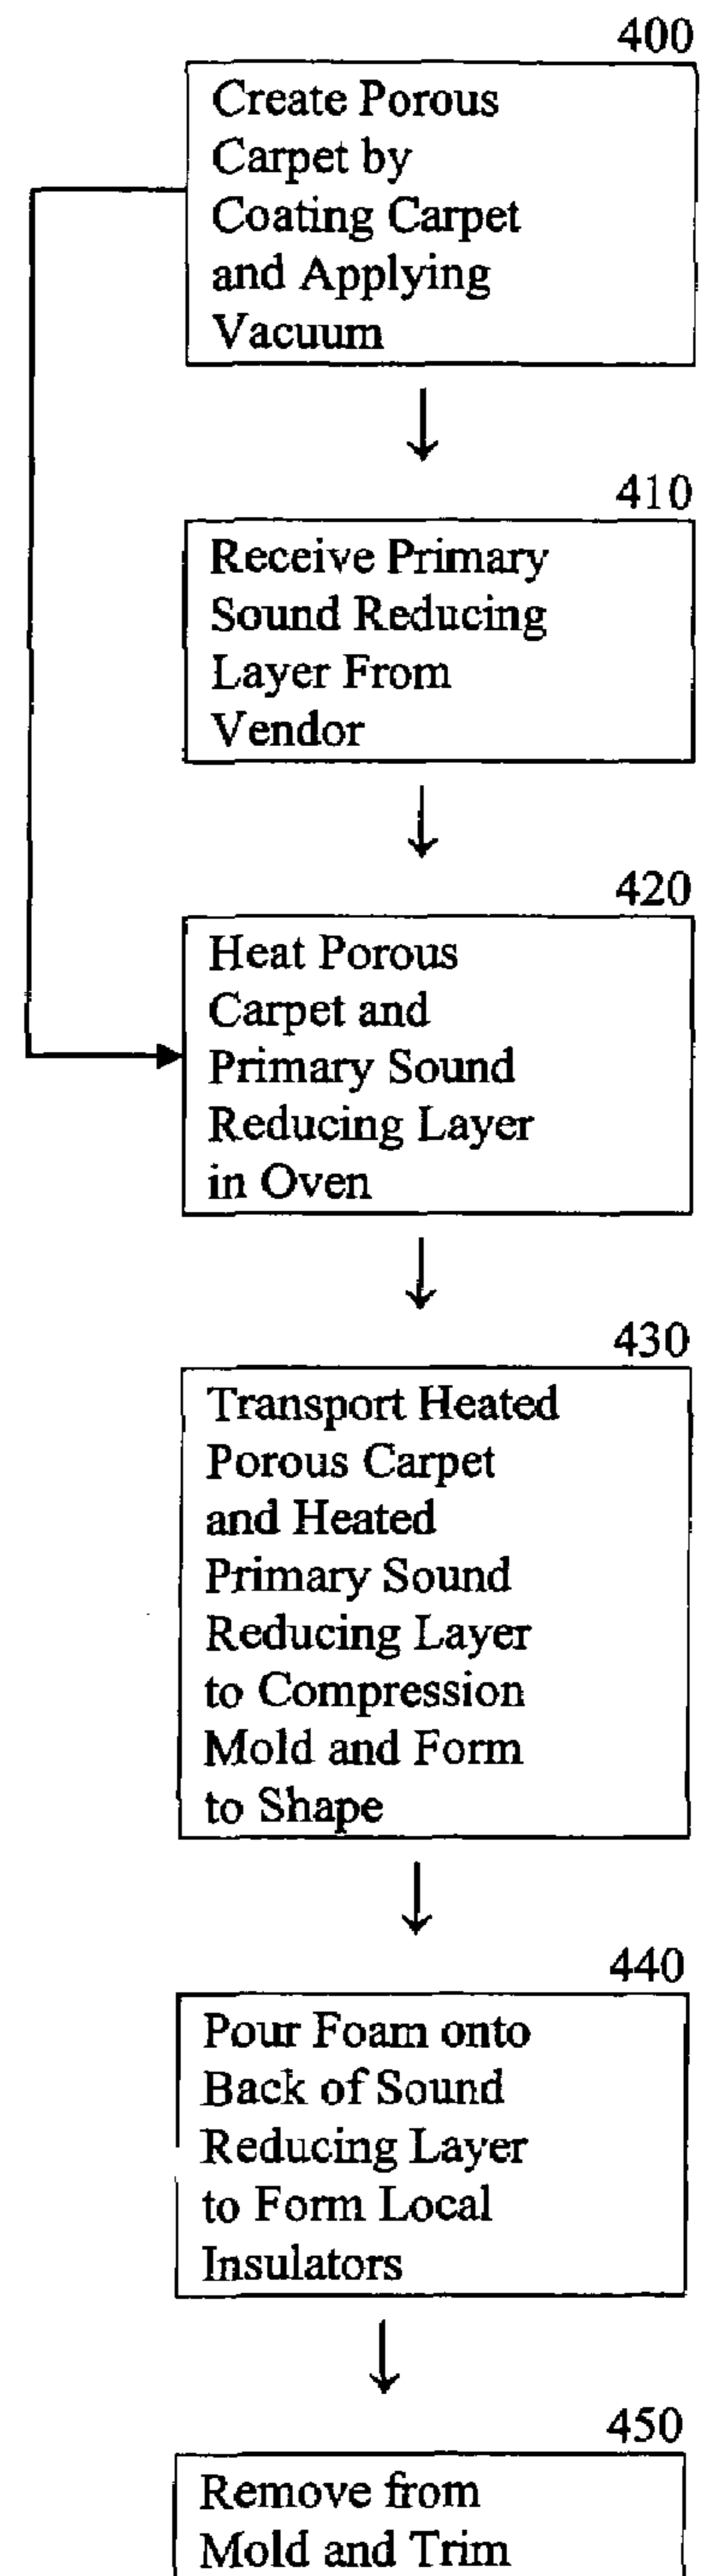 400
Create Porous
Carpet by
Coating Carpet
and Applying
Vacuum
410
Receive Primary
Sound Reducing
Layer From
Vendor
420
Heat Porous
Carpet and
Primary Sound
Reducing Layer
in Oven
430
Transport Heated
Porous Carpet
and Heated
Primary Sound
Reducing Layer
to Compression
Mold and Form
to Shape
440
Pour Foam onto
Back of Sound
Reducing Layer
to Form Local
Insulators
450
Remove from
Mold and Trim